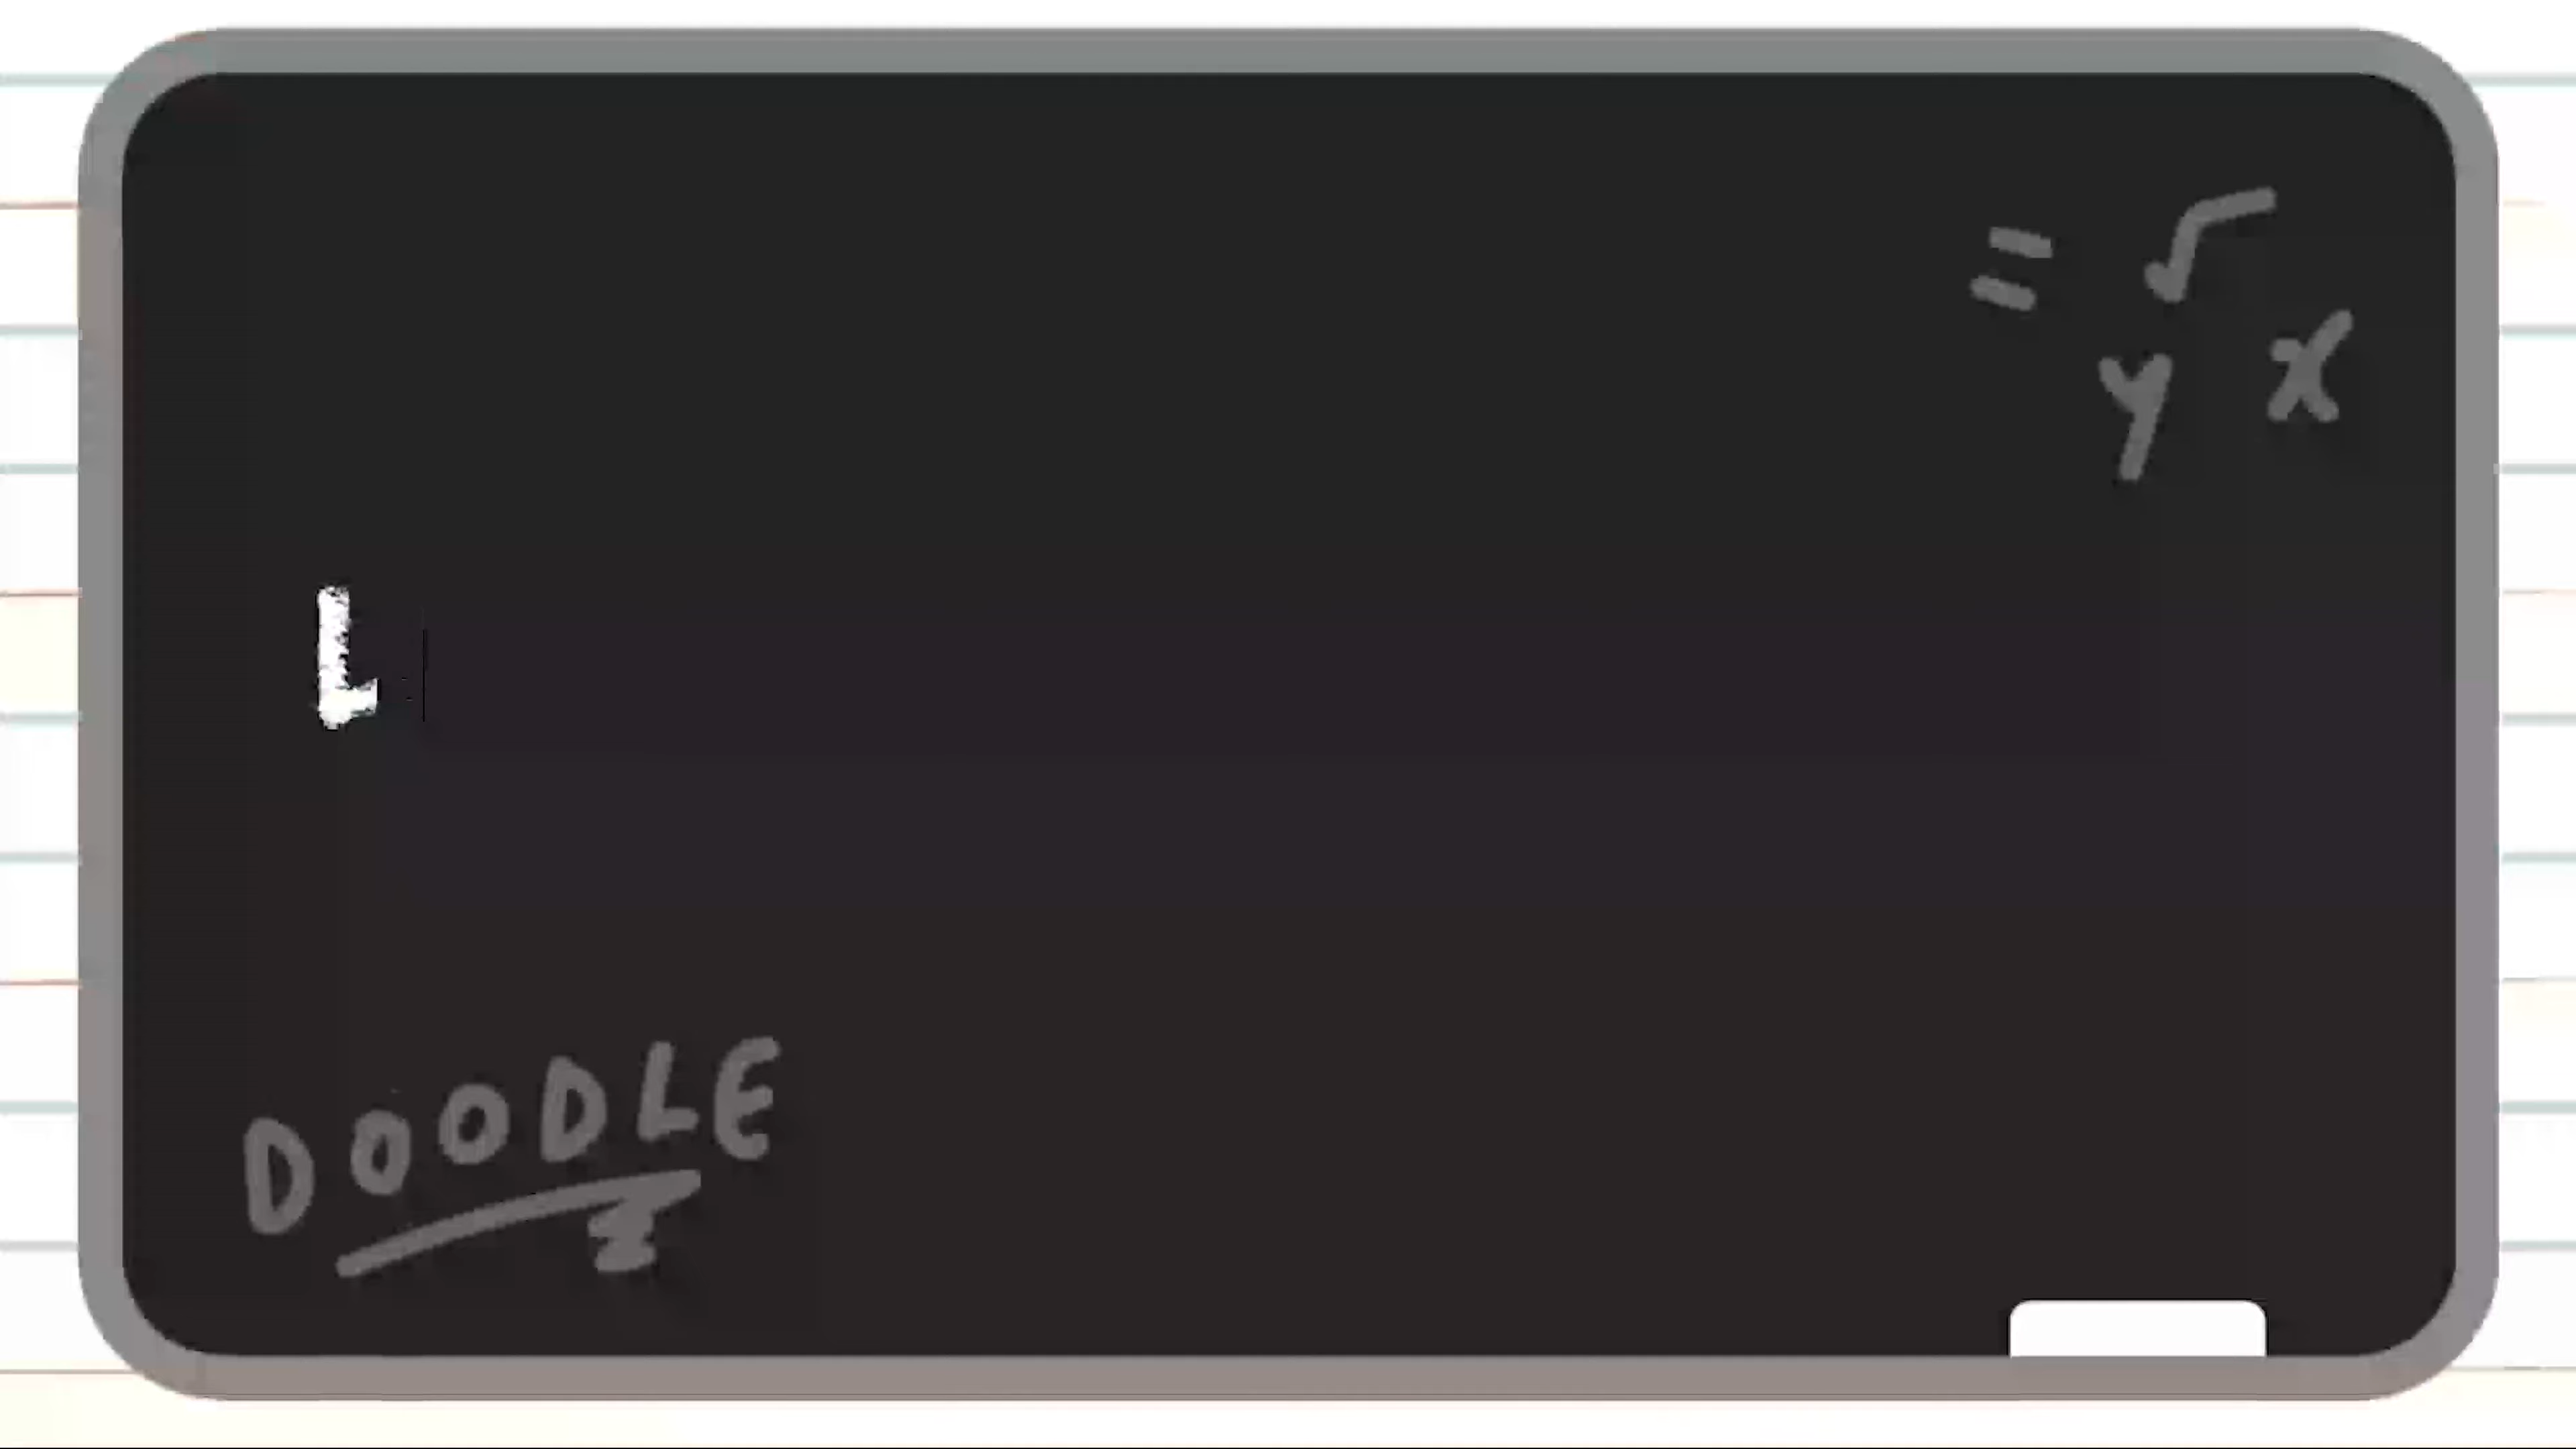 = √
y x
L
DOODLE